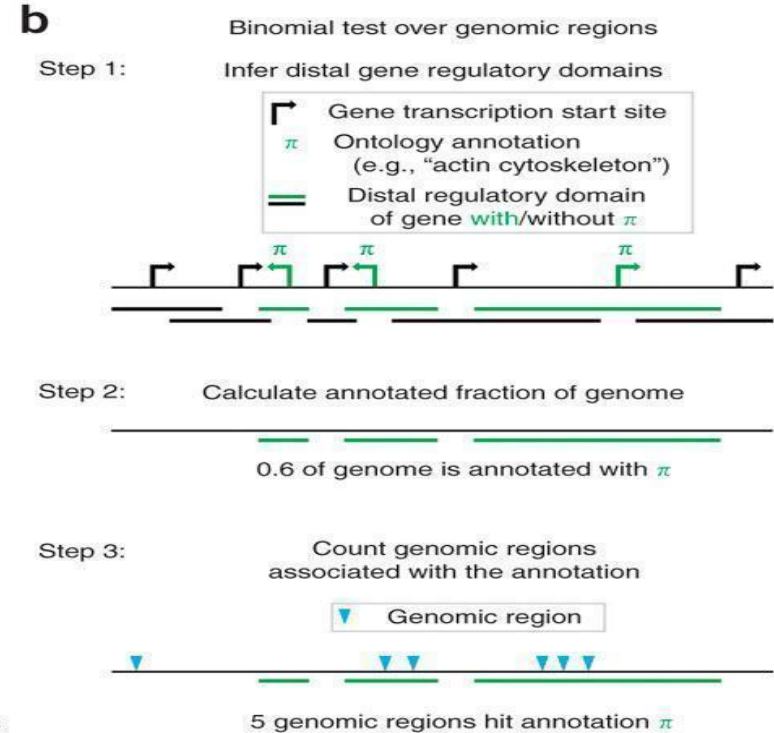 b
Binomial test over genomic regions
Step 1: Infer distal gene regulatory domains
Gene transcription start site
π Ontology annotation
(e.g., “actin cytoskeleton”)
Distal regulatory domain
of gene with/without π
π π π
Step 2: Calculate annotated fraction of genome
0.6 of genome is annotated with π
Step 3: Count genomic regions
associated with the annotation
Genomic region
5 genomic regions hit annotation π